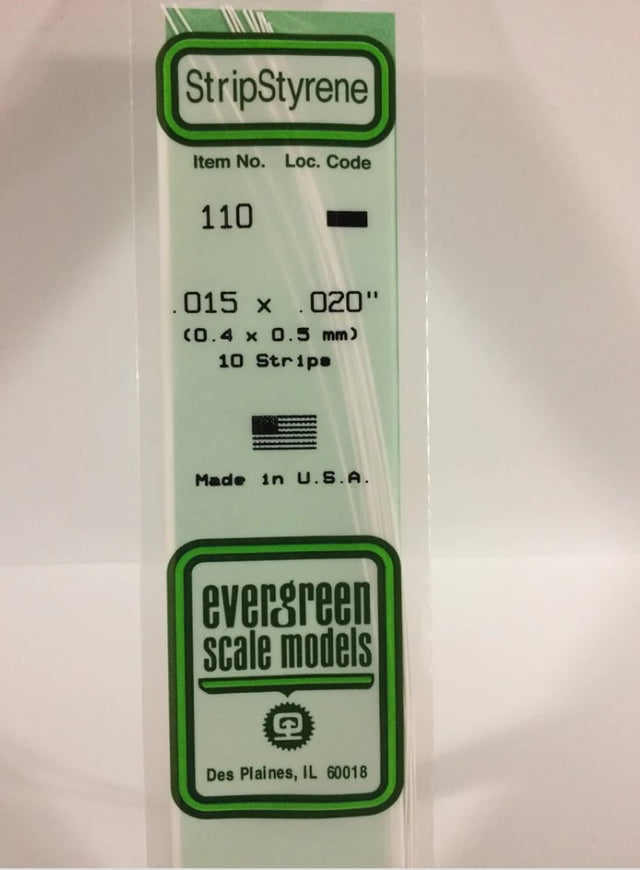 StripStyrene
Item No. Loc. Code
110
.015 x .020"
(0.4 x 0.5 mm)
10 Strips
Made in U.S.A.
evergreen
scale models
Des Plaines, IL 60018